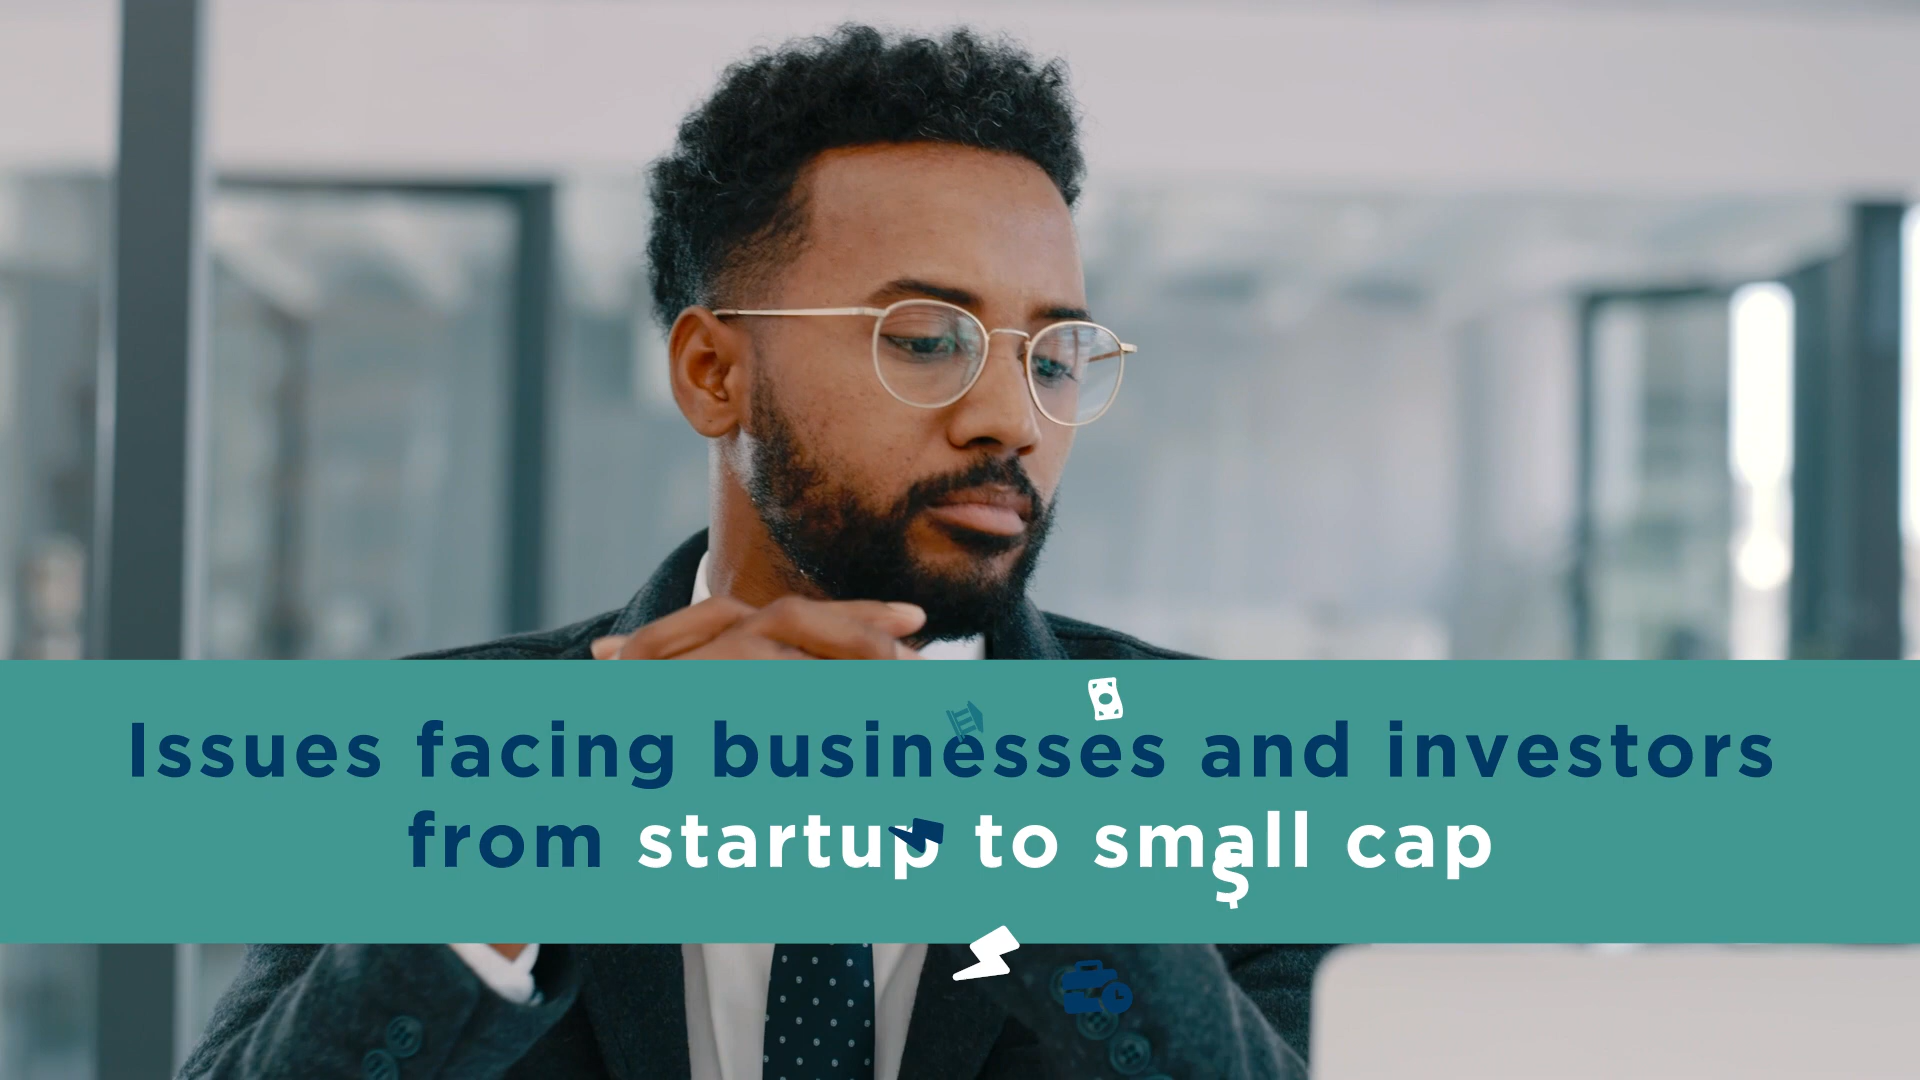 Issues facing businesses and investors
from startup to small cap
$